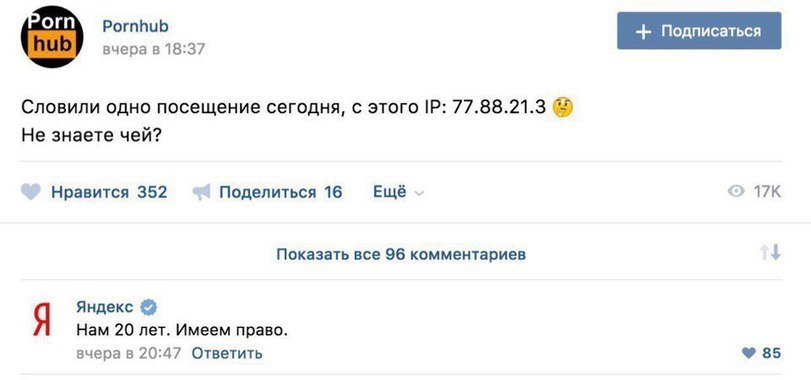 Porn
hub
Pornhub
вчера в 18:37
+ Подписаться
Словили одно посещение сегодня, с этого IP: 77.88.21.3 🤔
Не знаете чей?
Нравится 352 Поделиться 16 Ещё 17K
Показать все 96 комментариев
Я
Яндекс
Нам 20 лет. Имеем право.
вчера в 20:47 Ответить 85